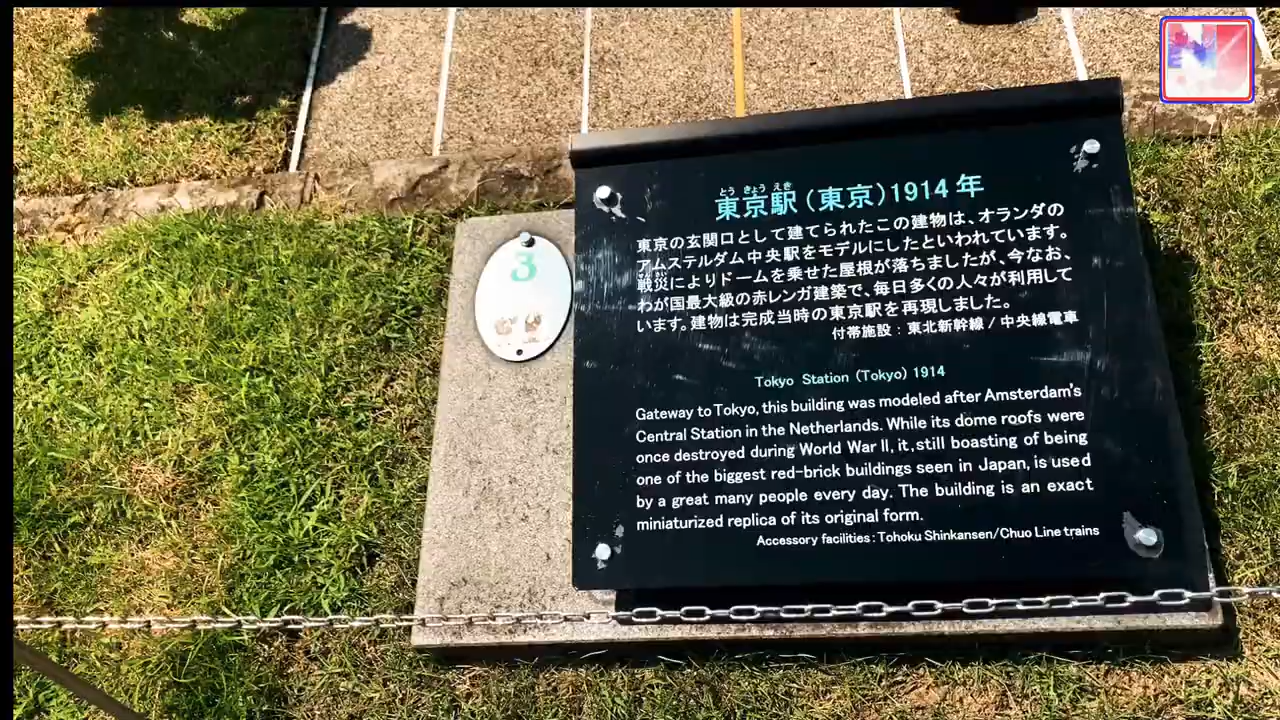 3
とう きょう えき
東京駅（東京）1914年
東京の玄関口として建てられたこの建物は、オランダの
アムステルダム中央駅をモデルにしたといわれています。
せん さい
戦災によりドームを乗せた屋根が落ちましたが、今なお、
わが国最大級の赤レンガ建築で、毎日多くの人々が利用して
います。建物は完成当時の東京駅を再現しました。
付帯施設：東北新幹線/中央線電車
Tokyo Station (Tokyo) 1914
Gateway to Tokyo, this building was modeled after Amsterdam's
Central Station in the Netherlands. While its dome roofs were
once destroyed during World War II, it, still boasting of being
one of the biggest red-brick buildings seen in Japan, is used
by a great many people every day. The building is an exact
miniaturized replica of its original form.
Accessory facilities: Tohoku Shinkansen/Chuo Line trains